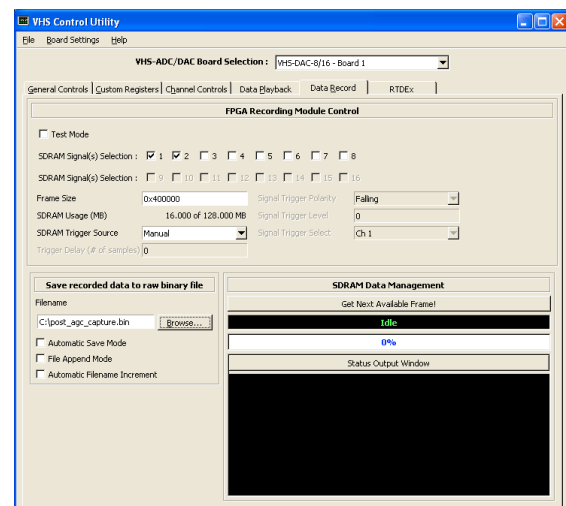 VHS Control Utility
File Board Settings Help
VHS-ADC/DAC Board Selection : VHS-DAC-8/16 - Board 1
General Controls Custom Registers Channel Controls Data Playback Data Record RTDEx
FPGA Recording Module Control
Test Mode
SDRAM Signal(s) Selection : 1 2 3 4 5 6 7 8
SDRAM Signal(s) Selection : 9 10 11 12 13 14 15 16
Frame Size 0x400000 Signal Trigger Polarity Falling
SDRAM Usage (MB) 16.000 of 128.000 MB Signal Trigger Level 0
SDRAM Trigger Source Manual Signal Trigger Select Ch 1
Trigger Delay (# of samples) 0
Save recorded data to raw binary file
Filename
C:\post_agc_capture.bin Browse...
Automatic Save Mode
File Append Mode
Automatic Filename Increment
SDRAM Data Management
Get Next Available Frame!
Idle
0%
Status Output Window